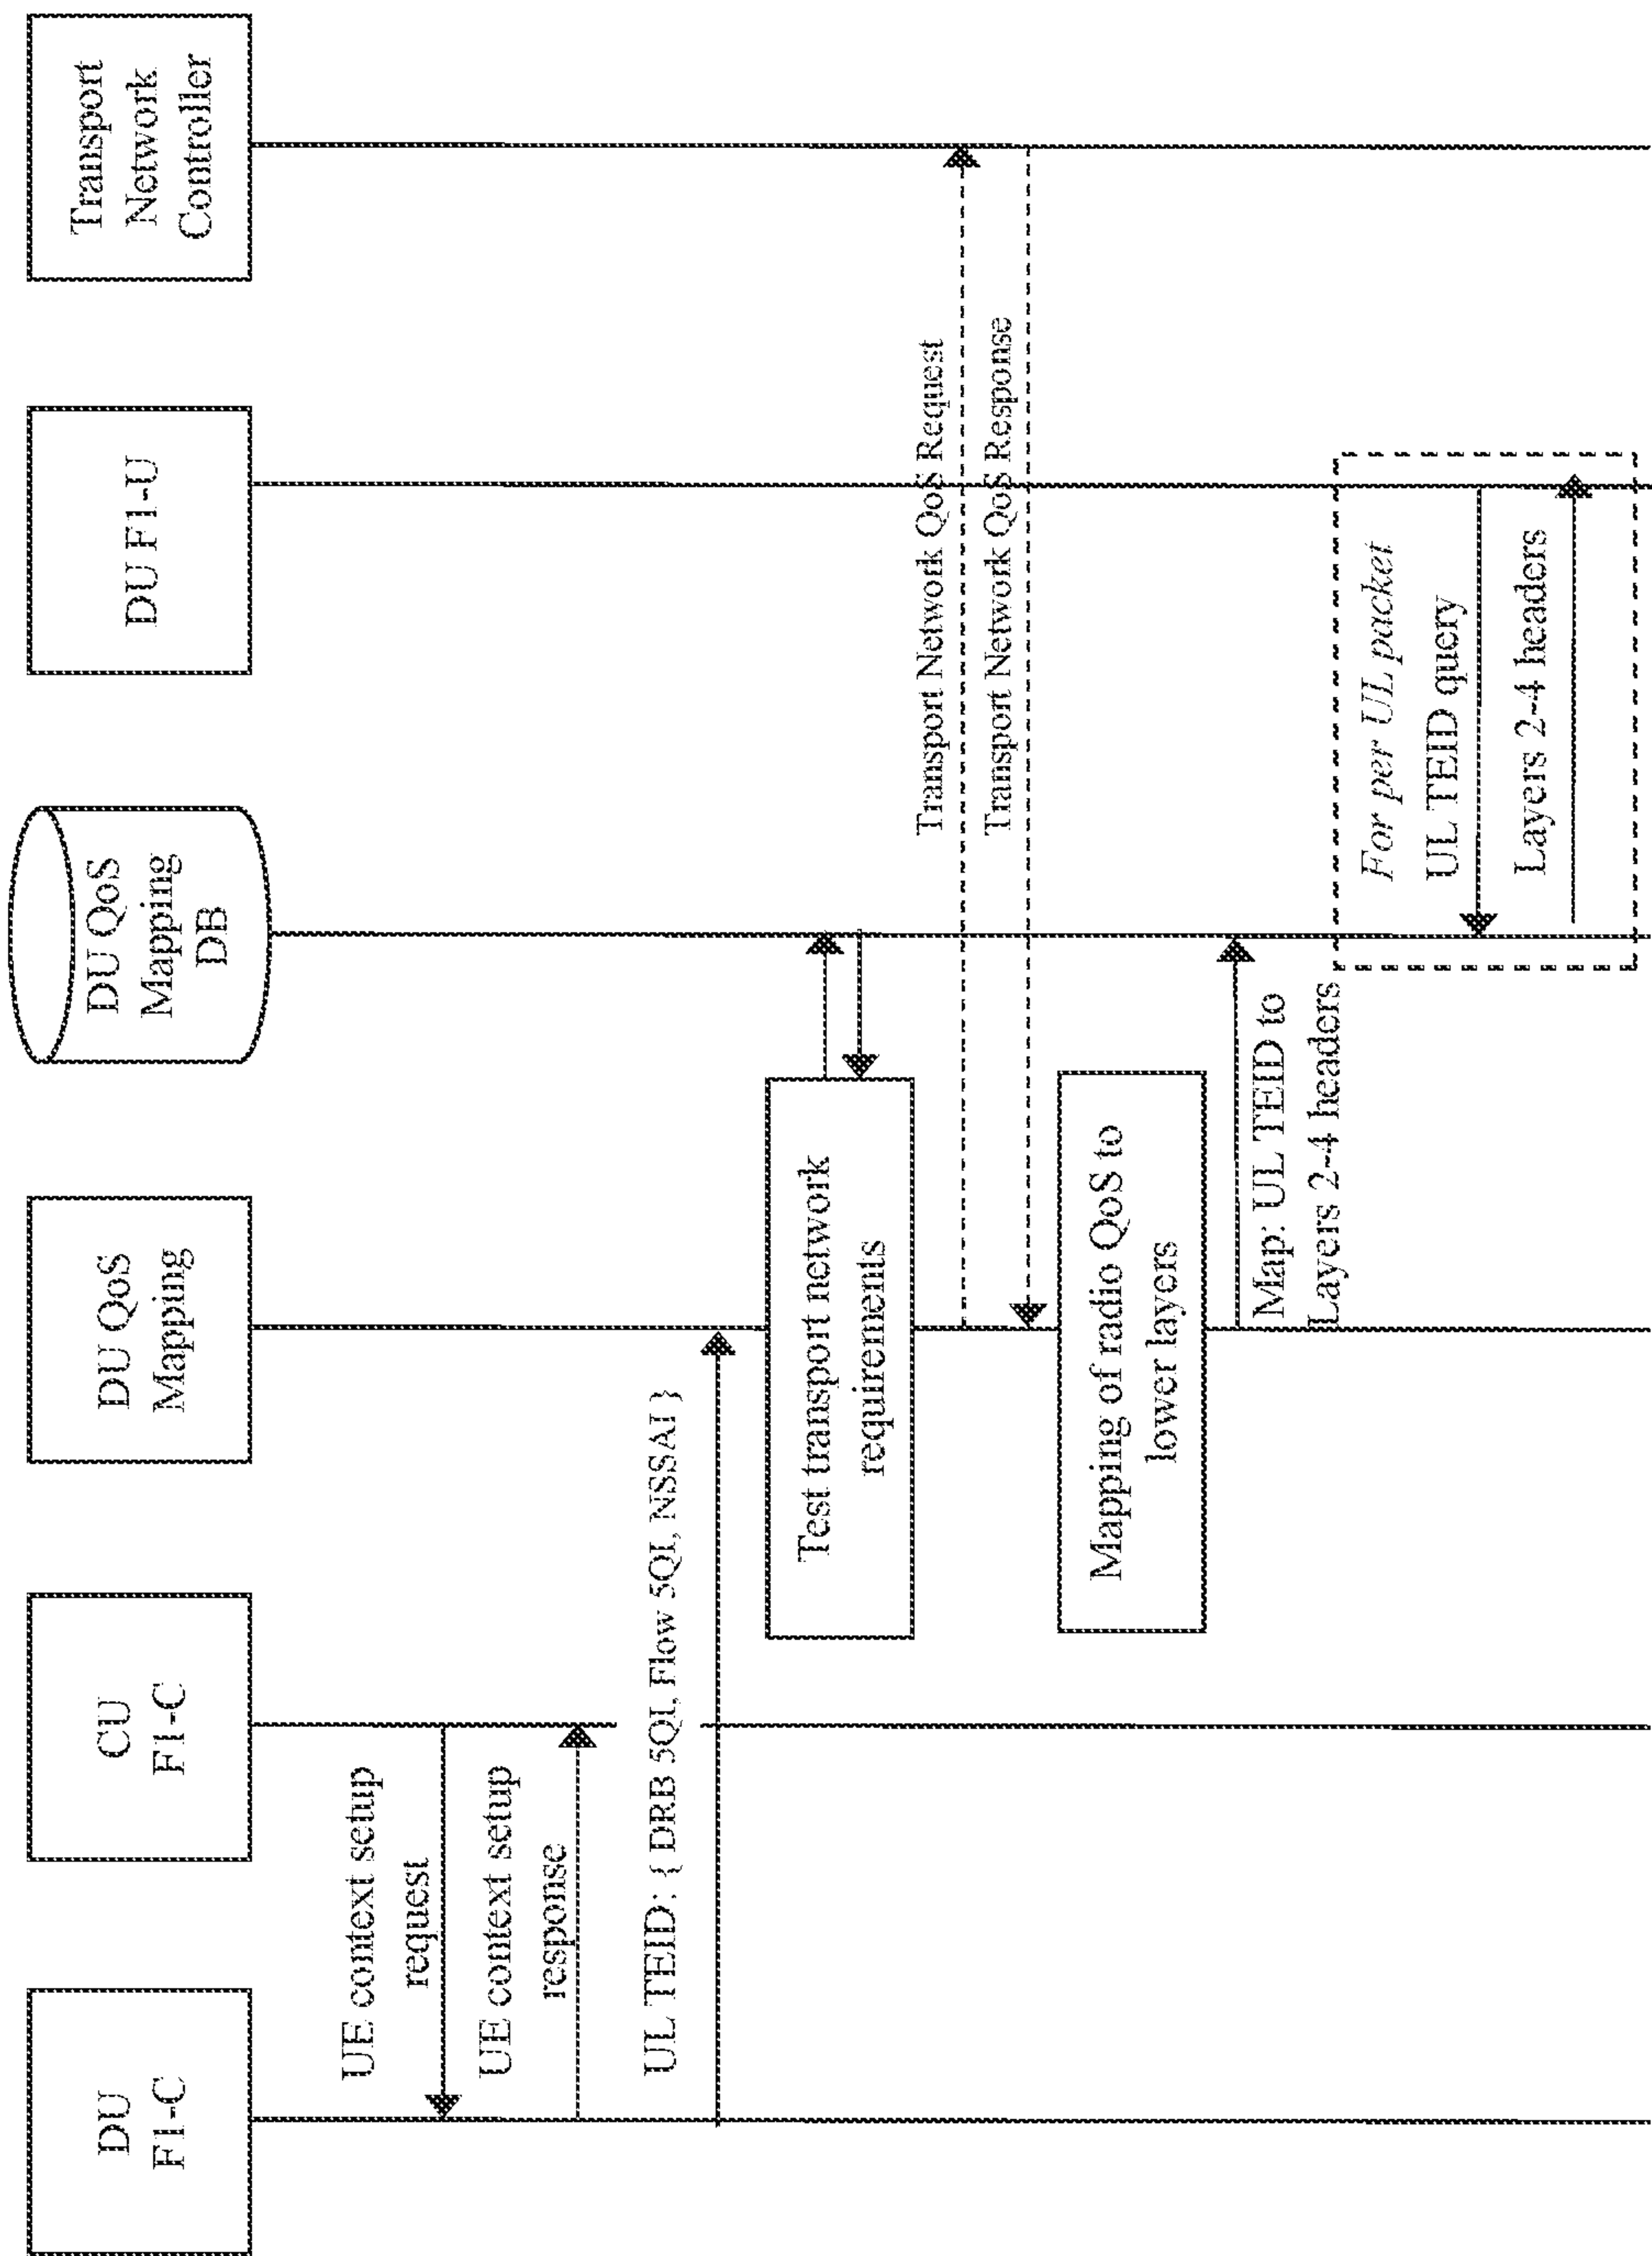 DU
F1-C
CU
F1-C
DU QoS
Mapping
DU QoS
Mapping
DB
DU F1-U
Transport
Network
Controller
UE context setup
request
UE context setup
response
UL TEID: { DRB 5QI, Flow 5QI, NSSAI }
Test transport network
requirements
Transport Network QoS Request
Transport Network QoS Response
Mapping of radio QoS to
lower layers
Map: UL TEID to
Layers 2-4 headers
For per UL packet
UL TEID query
Layers 2-4 headers